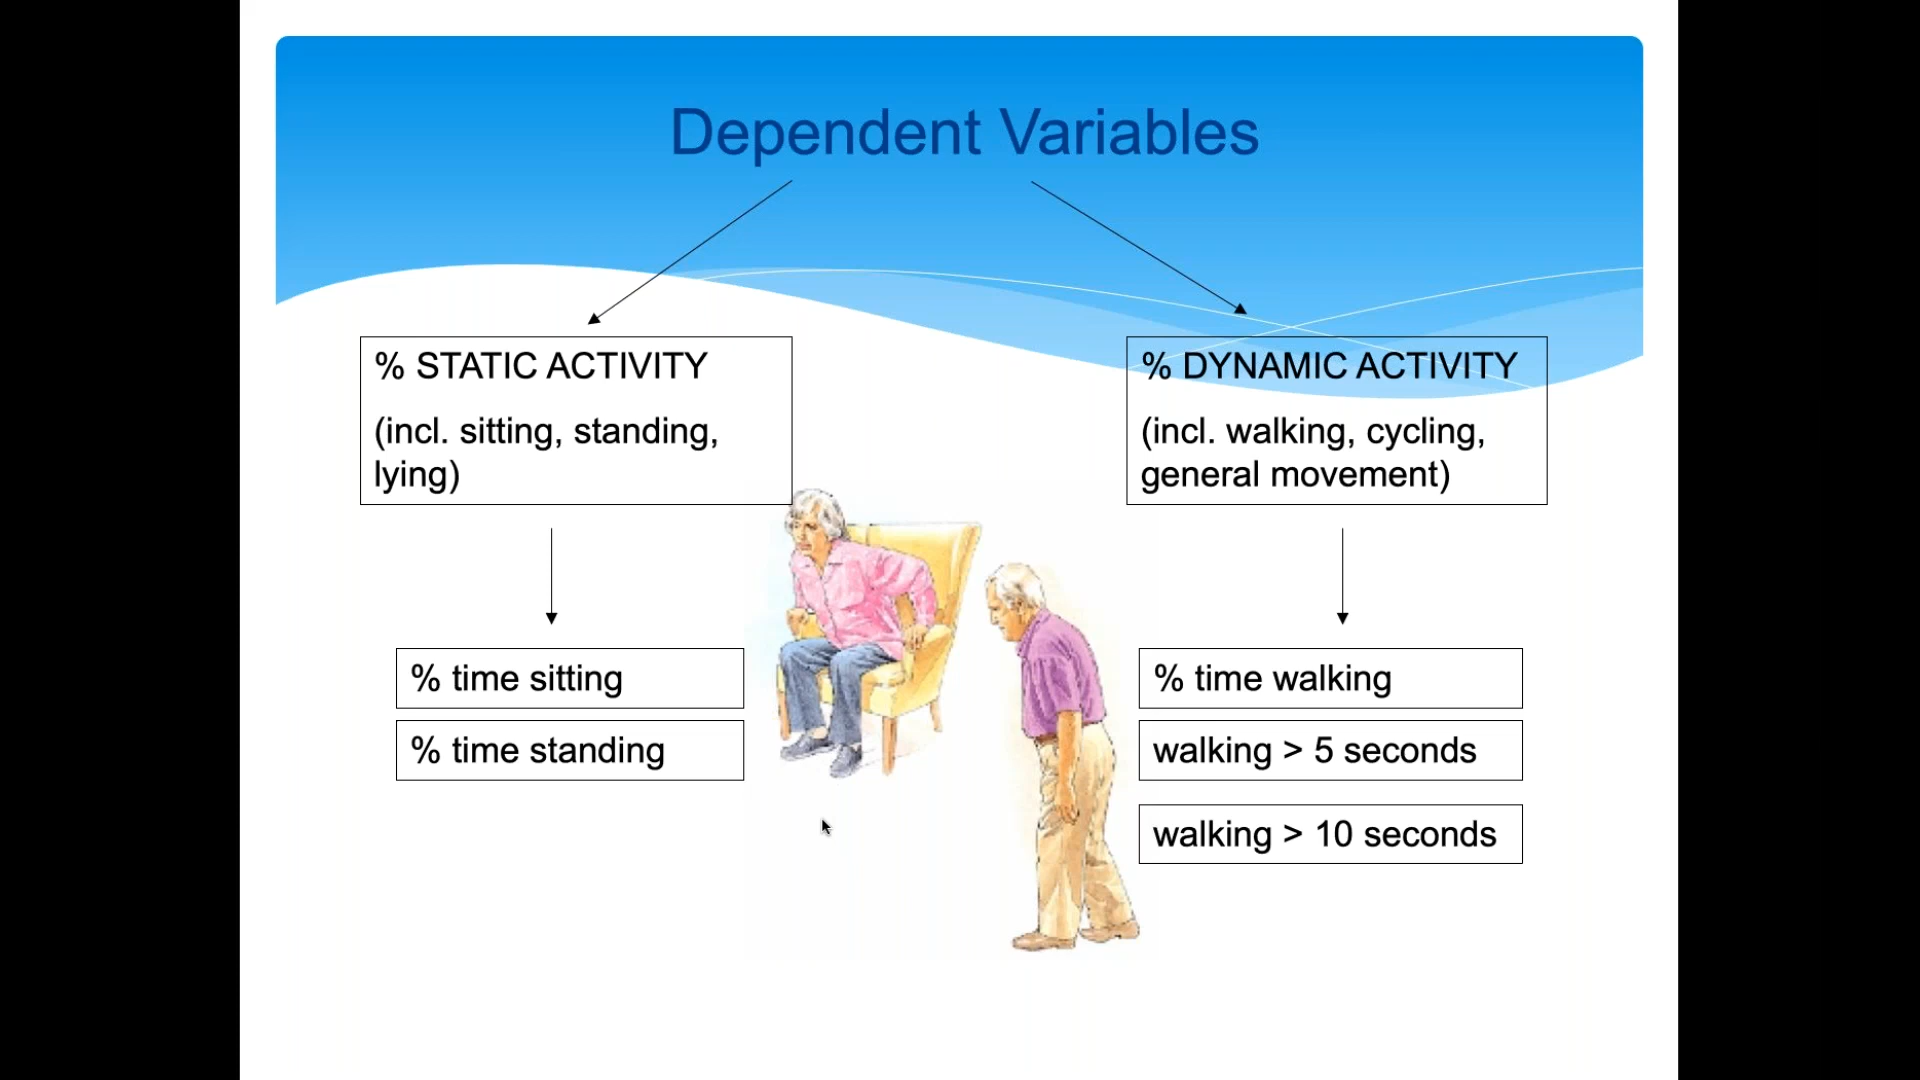 Dependent Variables
% STATIC ACTIVITY
(incl. sitting, standing,
lying)
% time sitting
% time standing
% DYNAMIC ACTIVITY
(incl. walking, cycling,
general movement)
% time walking
walking > 5 seconds
walking > 10 seconds